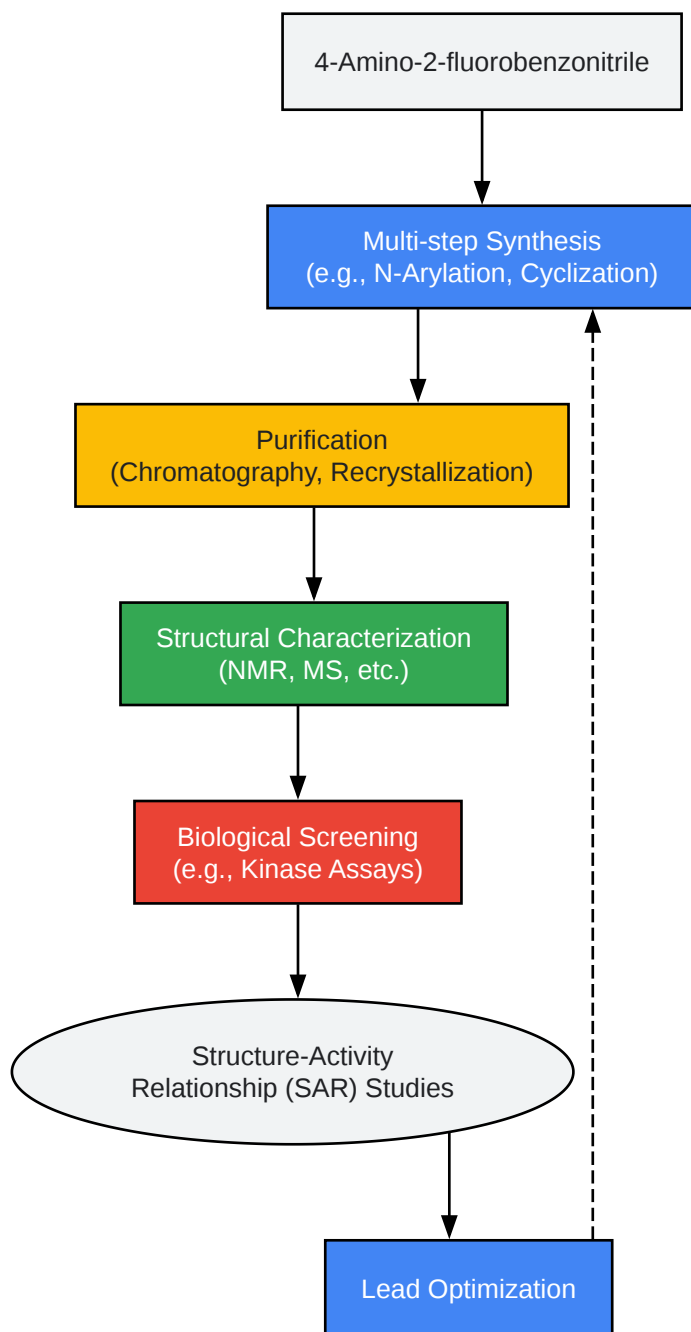 4-Amino-2-fluorobenzonitrile
Multi-step Synthesis
(e.g., N-Arylation, Cyclization)
Purification
(Chromatography, Recrystallization)
Structural Characterization
(NMR, MS, etc.)
Biological Screening
(e.g., Kinase Assays)
Structure-Activity
Relationship (SAR) Studies
Lead Optimization